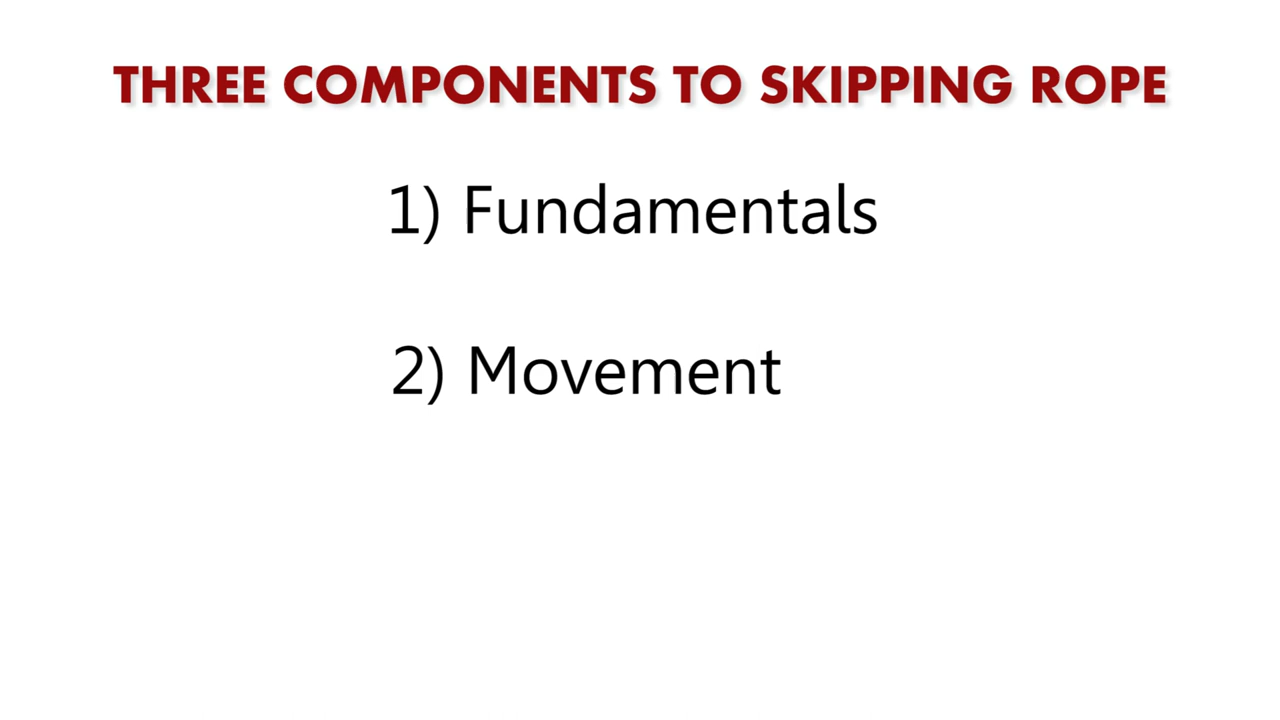 THREE COMPONENTS TO SKIPPING ROPE
1) Fundamentals
2) Movement